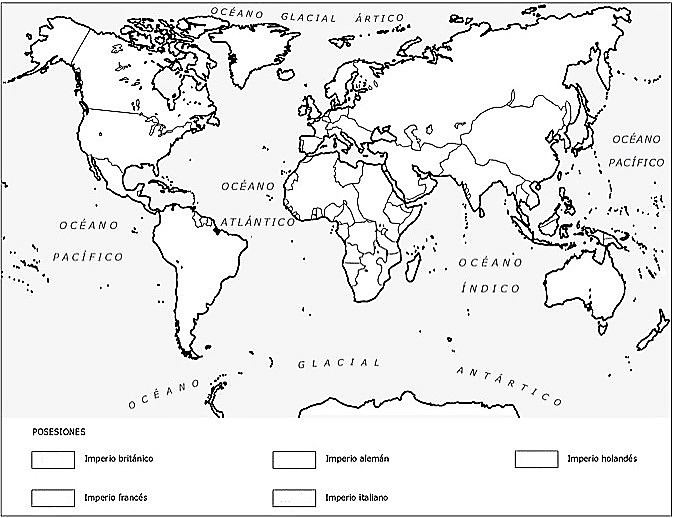 OCÉANO GLACIAL ÁRTICO
OCÉANO
PACÍFICO
OCÉANO
ATLÁNTICO
OCÉANO
PACÍFICO
OCÉANO
ÍNDICO
OCÉANO GLACIAL ANTÁRTICO
POSESIONES
Imperio británico
Imperio alemán
Imperio holandés
Imperio francés
Imperio italiano